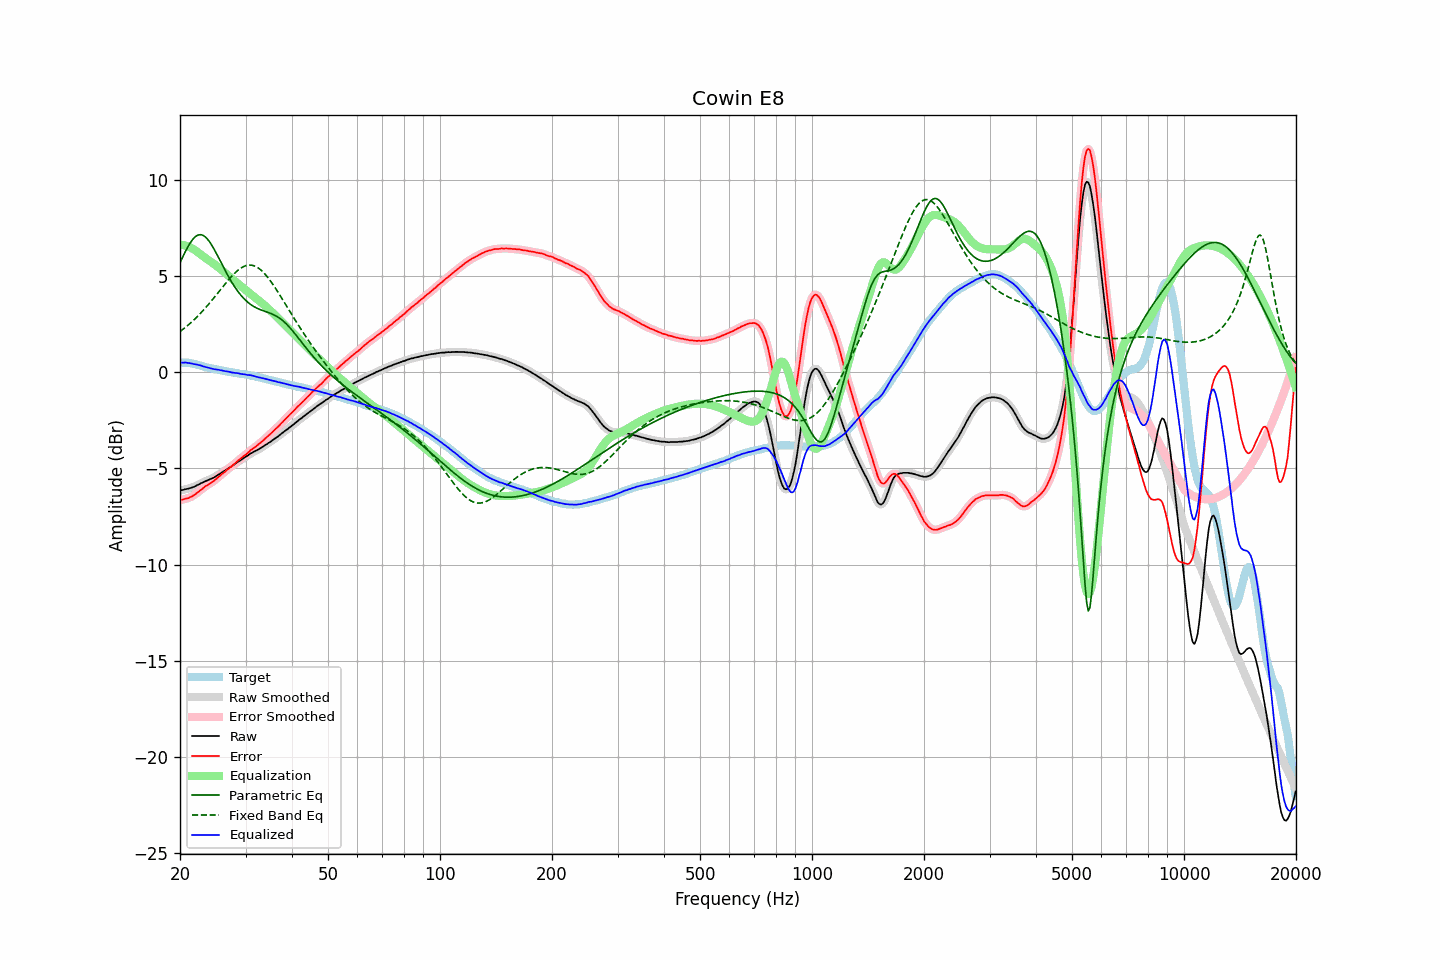 Cowin E8
Amplitude (dBr)
10
5
0
−5
−10
−15
−20
−25
Target
Raw Smoothed
Error Smoothed
Raw
Error
Equalization
Parametric Eq
Fixed Band Eq
Equalized
20 50 100 200 500 1000 2000 5000 10000 20000
Frequency (Hz)